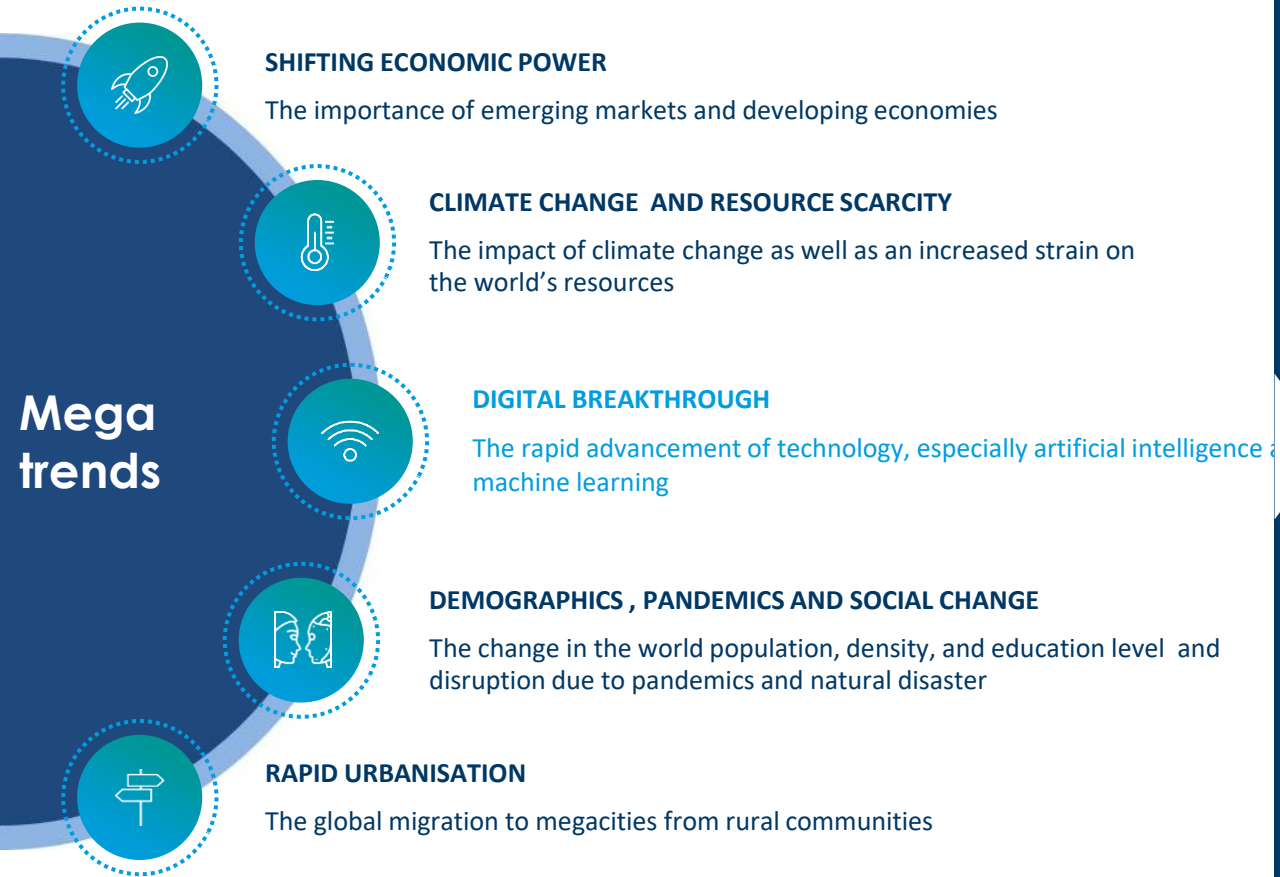 SHIFTING ECONOMIC POWER
The importance of emerging markets and developing economies
CLIMATE CHANGE  AND RESOURCE SCARCITY
The impact of climate change as well as an increased strain on
the world’s resources
Mega
trends
DIGITAL BREAKTHROUGH
The rapid advancement of technology, especially artificial intelligence
machine learning
DEMOGRAPHICS , PANDEMICS AND SOCIAL CHANGE
The change in the world population, density, and education level  and
disruption due to pandemics and natural disaster
RAPID URBANISATION
The global migration to megacities from rural communities